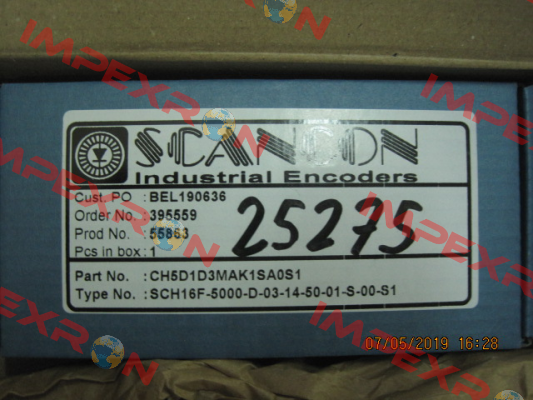 SCANCON
Industrial Encoders
Cust. PO : BEL190636
Order No. : 395559
Prod No. : 55863
Pcs in box : 1
25275
Part No. : CH5D1D3MAK1SA0S1
Type No. : SCH16F-5000-D-03-14-50-01-S-00-S1
07/05/2019 16:28
IMPEXRON
IMPEXRON
IMPEXRON
IMPEXRON
IMPEXRON